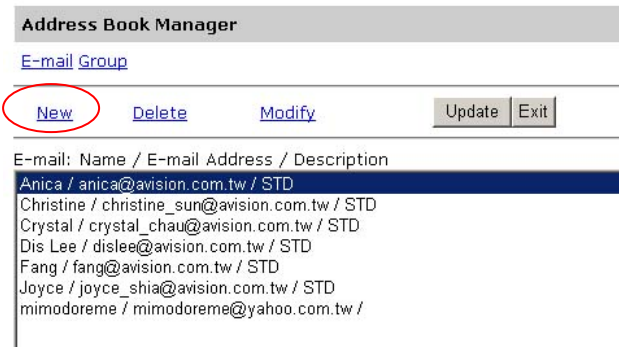 Address Book Manager
E-mail Group
New Delete Modify Update Exit
E-mail: Name / E-mail Address / Description
Anica / anica@avision.com.tw / STD
Christine / christine_sun@avision.com.tw / STD
Crystal / crystal_chau@avision.com.tw / STD
Dis Lee / dislee@avision.com.tw / STD
Fang / fang@avision.com.tw / STD
Joyce / joyce_shia@avision.com.tw / STD
mimodoreme / mimodoreme@yahoo.com.tw /